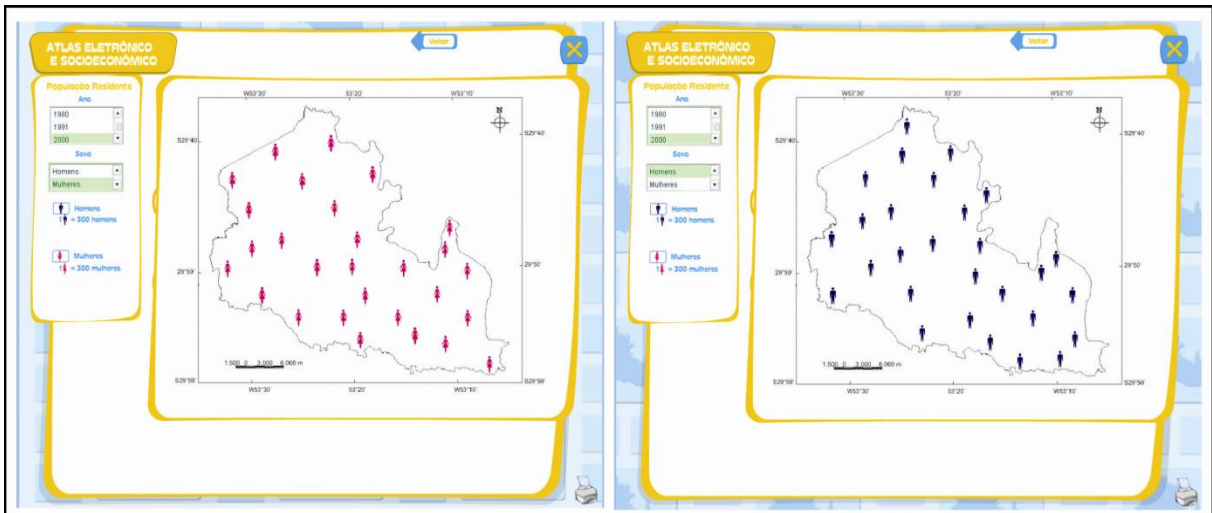 ATLAS ELETRÔNICO
E SOCIOECONÔMICO
Voltar
População Residente
Ano
1980
1991
2000
Sexo
Homens
Mulheres
Homens
1 = 300 homens
Mulheres
1 = 300 mulheres
W53°30' 53°20' W53°10'
N
S29°40' S29°40'
29°50' 29°50'
S29°59' S29°59'
1.500 0 3.000 6.000 m
W53°30' 53°20' W53°10'
ATLAS ELETRÔNICO
E SOCIOECONÔMICO
Voltar
População Residente
Ano
1980
1991
2000
Sexo
Homens
Mulheres
Homens
1 = 300 homens
Mulheres
1 = 300 mulheres
W53°30' 53°20' W53°10'
N
S29°40' S29°40'
29°50' 29°50'
S29°59' S29°59'
1.500 0 3.000 6.000 m
W53°30' 53°20' W53°10'